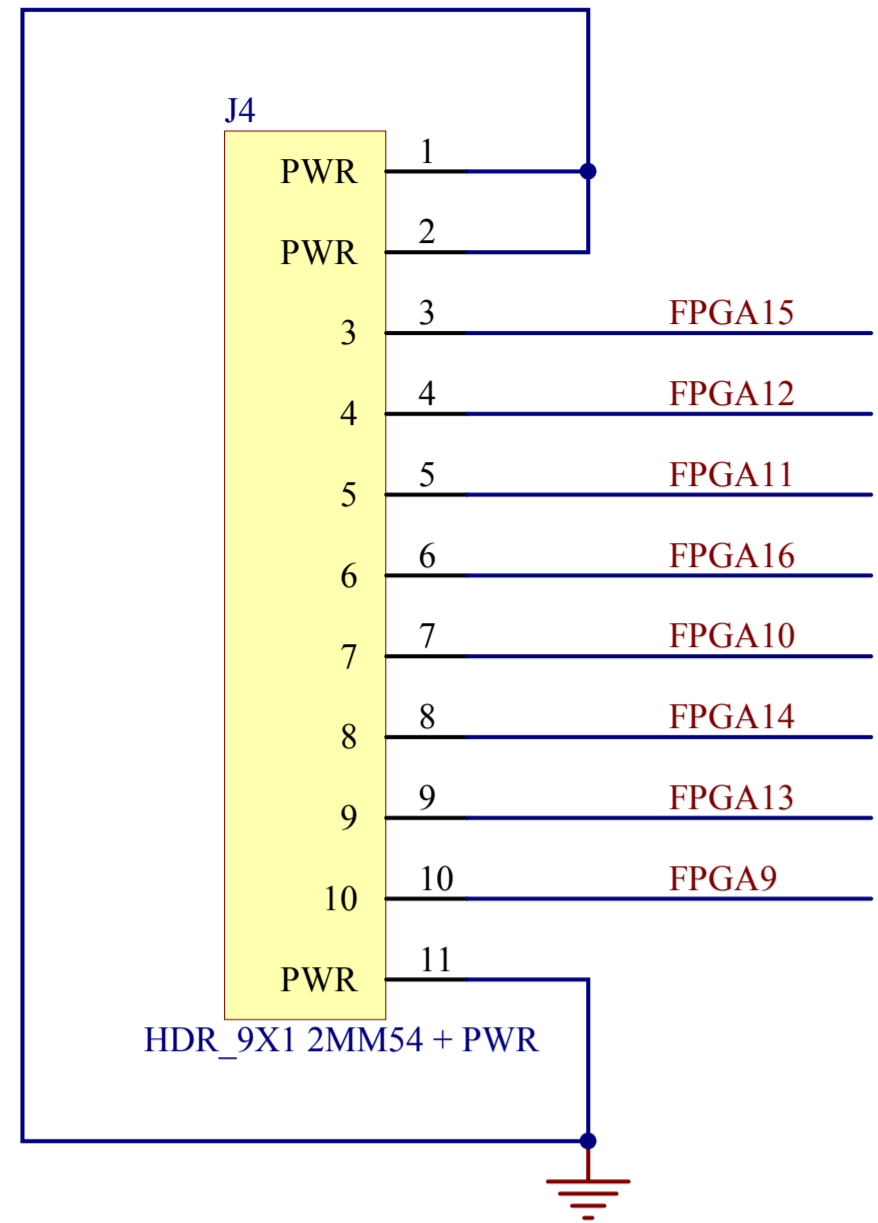 J4
PWR 1
PWR 2
3 3 FPGA15
4 4 FPGA12
5 5 FPGA11
6 6 FPGA16
7 7 FPGA10
8 8 FPGA14
9 9 FPGA13
10 10 FPGA9
PWR 11
HDR_9X1 2MM54 + PWR